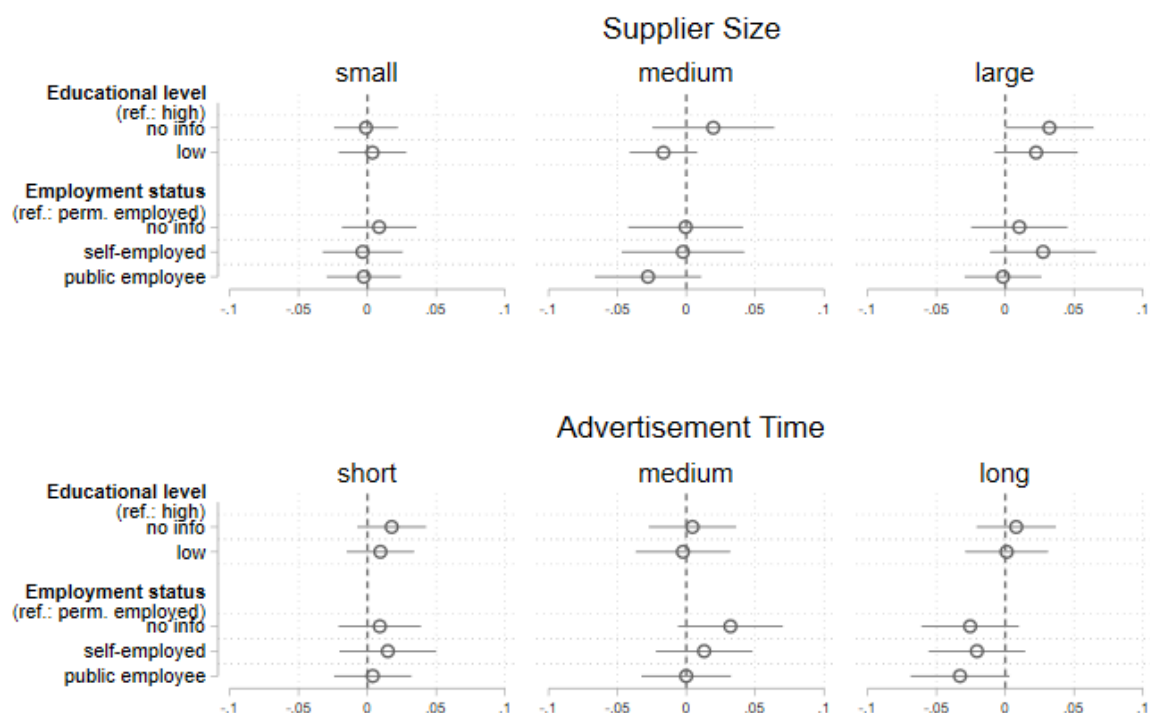 Supplier Size
small medium large
Educational level
(ref.: high)
no info
low
Employment status
(ref.: perm. employed)
no info
self-employed
public employee
-.1 -.05 0 .05 .1 -.1 -.05 0 .05 .1 -.1 -.05 0 .05 .1
Advertisement Time
short medium long
Educational level
(ref.: high)
no info
low
Employment status
(ref.: perm. employed)
no info
self-employed
public employee
-.1 -.05 0 .05 .1 -.1 -.05 0 .05 .1 -.1 -.05 0 .05 .1